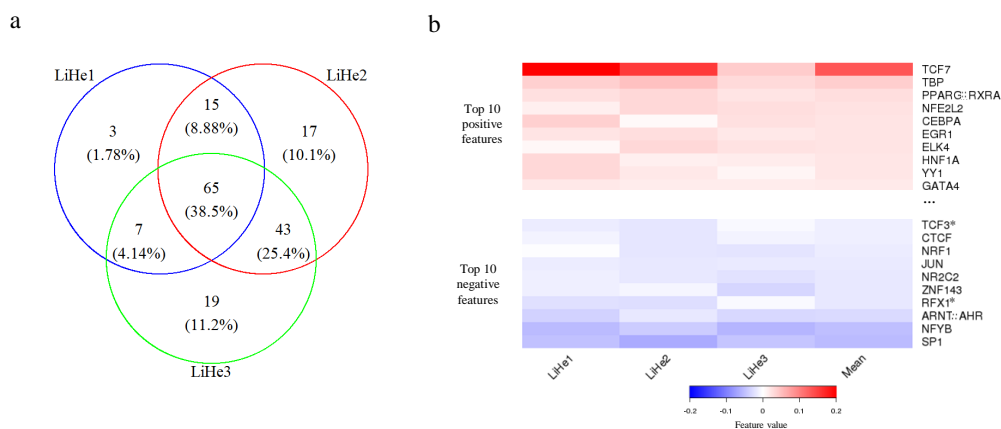 a
LiHe1
LiHe2
15
(8.88%)
3
(1.78%)
17
(10.1%)
65
(38.5%)
7
(4.14%)
43
(25.4%)
19
(11.2%)
LiHe3
b
Top 10
positive
features
TCF7
TBP
PPARG::RXRA
NFE2L2
CEBPA
EGR1
ELK4
HNF1A
YY1
GATA4
...
Top 10
negative
features
TCF3*
CTCF
NRF1
JUN
NR2C2
ZNF143
RFX1*
ARNT::AHR
NFYB
SP1
LiHe1
LiHe2
LiHe3
Mean
-0.2
-0.1
0
0.1
0.2
Feature value